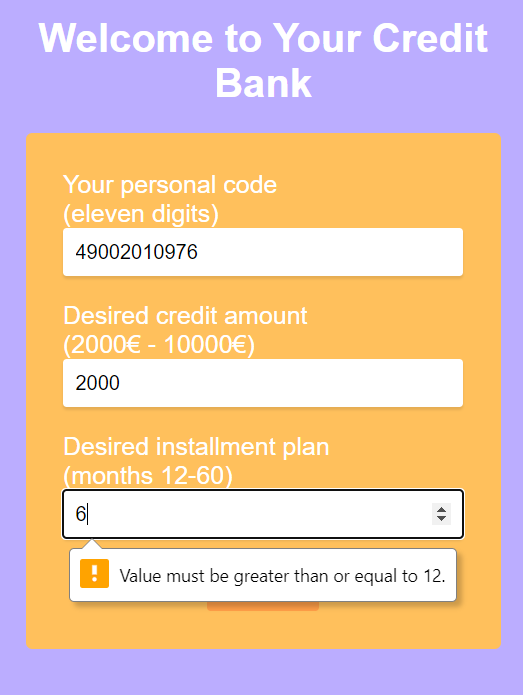 Welcome to Your Credit
Bank
Your personal code
(eleven digits)
49002010976
Desired credit amount
(2000€ - 10000€)
2000
Desired installment plan
(months 12-60)
6
Value must be greater than or equal to 12.